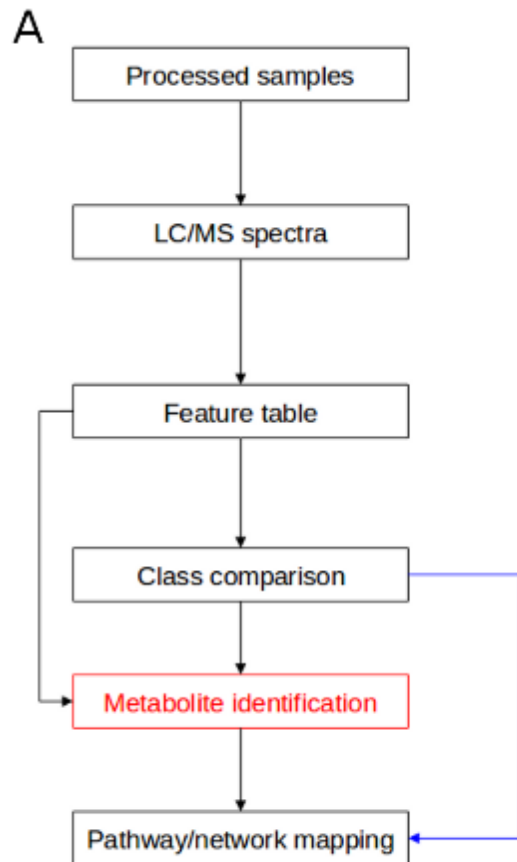 A
Processed samples
LC/MS spectra
Feature table
Class comparison
Metabolite identification
Pathway/network mapping